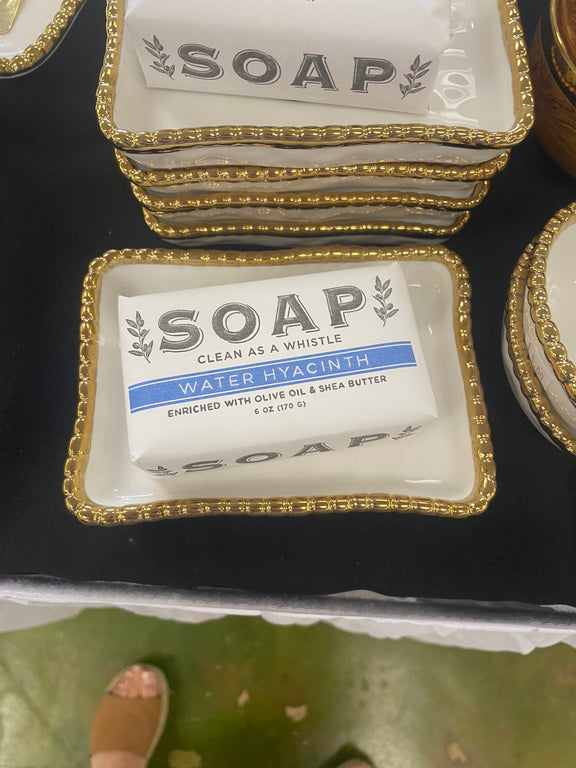 SOAP
SOAP
CLEAN AS A WHISTLE
WATER HYACINTH
ENRICHED WITH OLIVE OIL & SHEA BUTTER
6 OZ (170 G)
SOAP